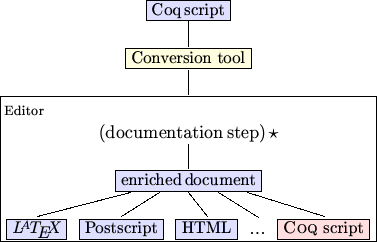 Coq script
Conversion tool
Editor
(documentation step) ⋆
enriched document
LATEX Postscript HTML ... COQ script